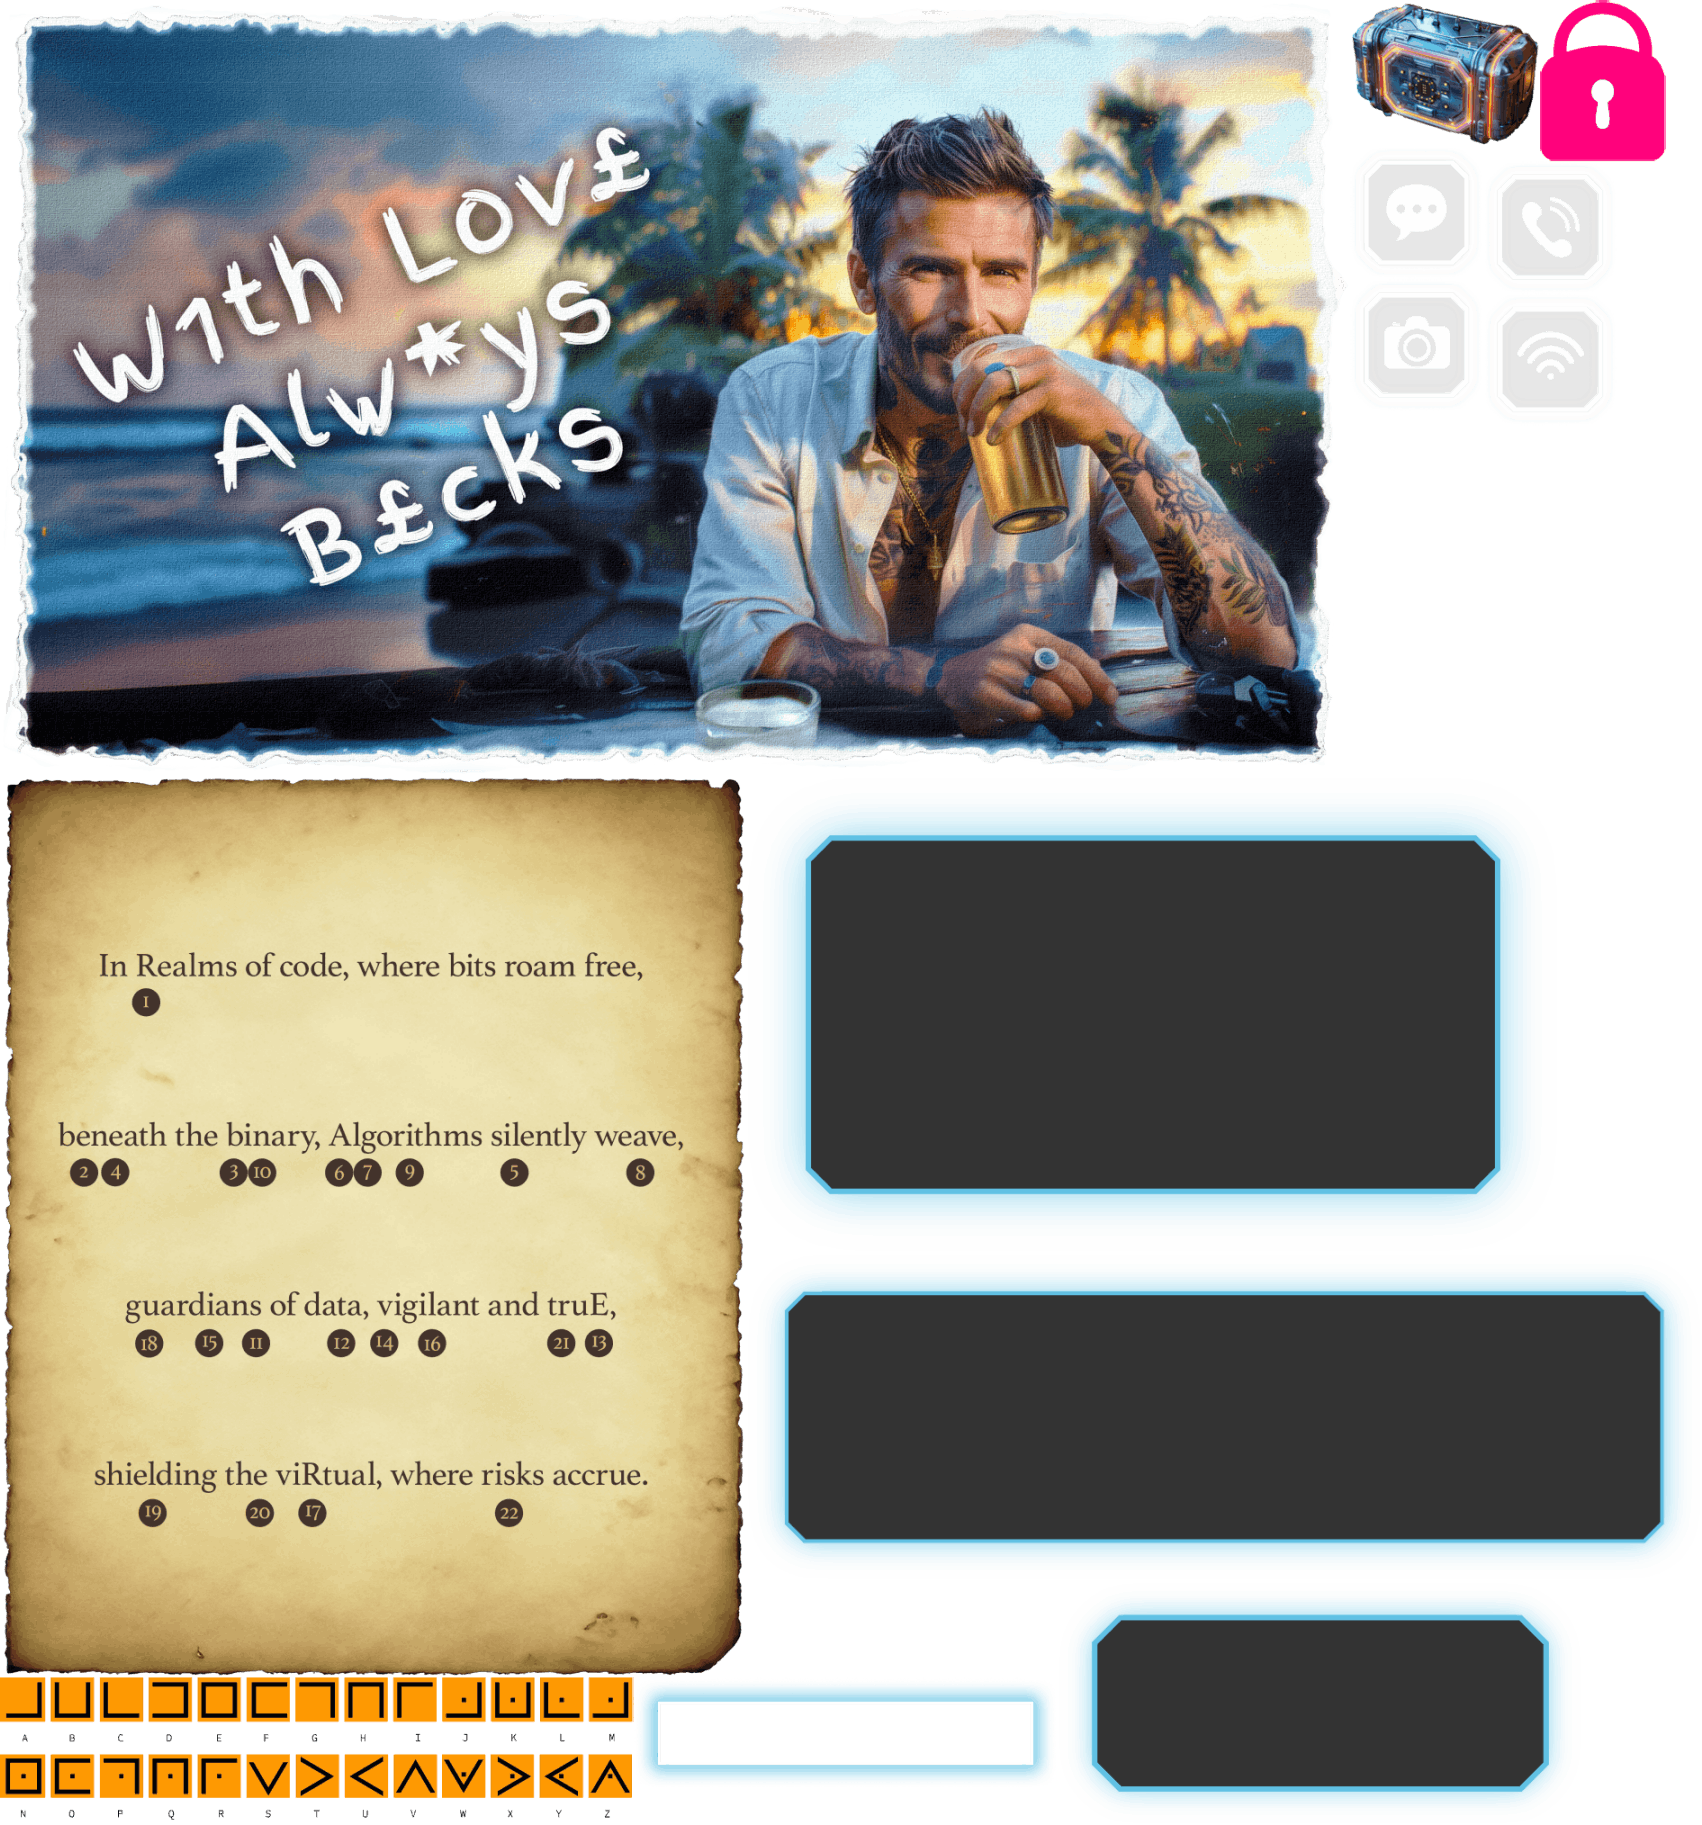 W1th Lov£
Alw*ys
B£cks
In Realms of code, where bits roam free,
1
beneath the binary, Algorithms silently weave,
2 4 3 10 6 7 9 5 8
guardians of data, vigilant and truE,
18 15 11 12 14 16 21 13
shielding the viRtual, where risks accrue.
19 20 17 22
A B C D E F G H I J K L M
N O P Q R S T U V W X Y Z